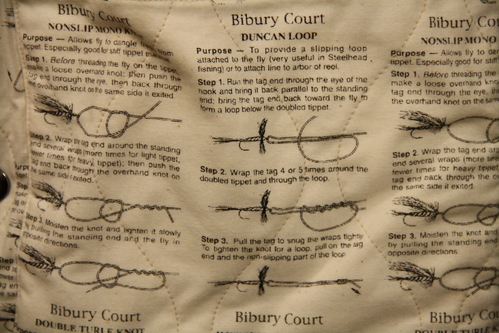 Bibury Court
NONSLIP MONO
Purpose — Allows fly to dangle
tippet. Especially good for stiff tippet
Step 1. Before threading the fly on the tippet
make a loose overhand knot; then push the
tag end through the eye, then back through
the overhand knot on the same side it exited.
Step 2. Wrap tag end around the standing
end several wraps (more times for light tippet,
fewer times for heavy tippet); then push the
tag end back through the overhand knot on
the same side it exited.
Step 3. Moisten the knot and tighten it slowly
by pulling the standing end and the fly in
opposite directions.
Bibury Court
DOUBLE TURLE KNOT
Bibury Court
DUNCAN LOOP
Purpose — To provide a slipping loop
attached to the fly (very useful in Steelhead
fishing) or to attach line to arbor of reel.
Step 1. Run the tag end through the eye of the
hook and bring it back parallel to the standing
end; bring the tag end back toward the fly to
form a loop below the doubled tippet.
Step 2. Wrap the tag 4 or 5 times around the
doubled tippet and through the loop.
Step 3. Pull the tag to snug the wraps tightly
To tighten the knot for a loop, pull on the tag
end and the non-slipping part of the loop
Bibury Court
Bibury Court
NONSLIP MONO
Purpose — Allows fly to
tippet. Especially good for stiff
Step 1. Before threading the
make a loose overhand knot;
tag end through the eye, then
the overhand knot on the same
Step 2. Wrap the tag end
end several wraps (more
fewer times for heavy tippet
tag end back through the
the same side it exited.
Step 3. Moisten the knot and
by pulling the standing end
opposite directions.
Bibury Court
DOUBLE TURLE